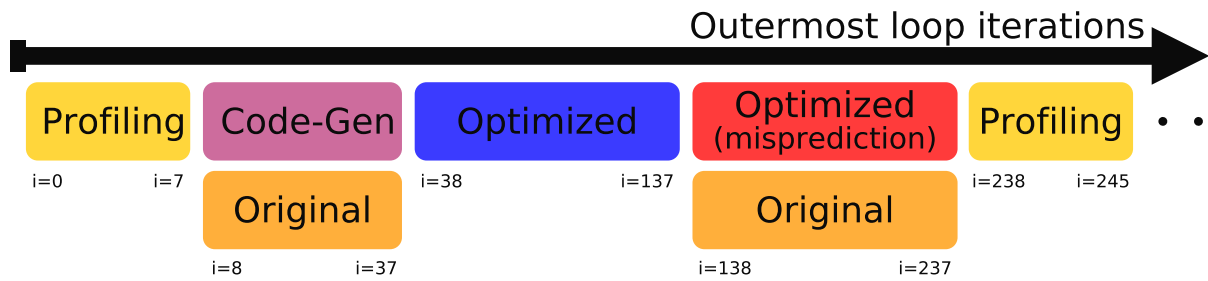 Outermost loop iterations
Profiling
Code-Gen
Optimized
Optimized
(misprediction)
Profiling
i=0 i=7
i=38 i=137
i=238 i=245
Original
Original
i=8 i=37
i=138 i=237